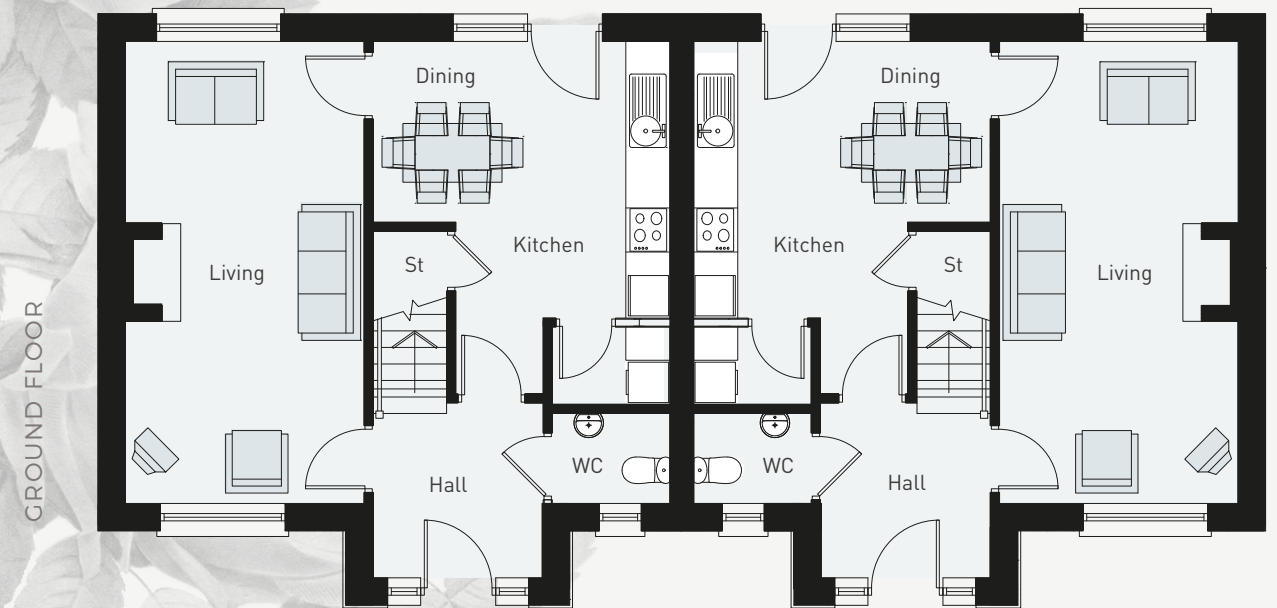 GROUND FLOOR
Dining
Dining
Kitchen
Kitchen
St
St
Living
Living
WC
WC
Hall
Hall